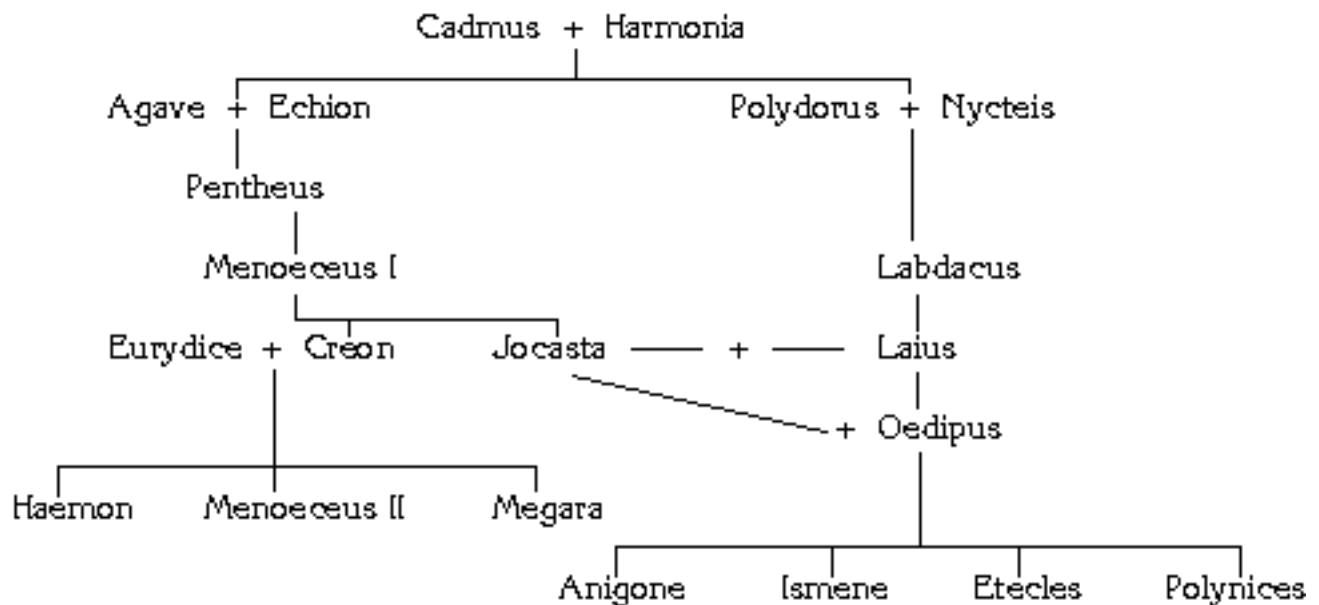 Cadmus + Harmonia
Agave + Echion Polydorus + Nycteis
Pentheus
Menoeceus I Labdacus
Eurydice + Creon Jocasta + Laius
+ Oedipus
Haemon Menoeceus II Megara
Anigone Ismene Etecles Polynices